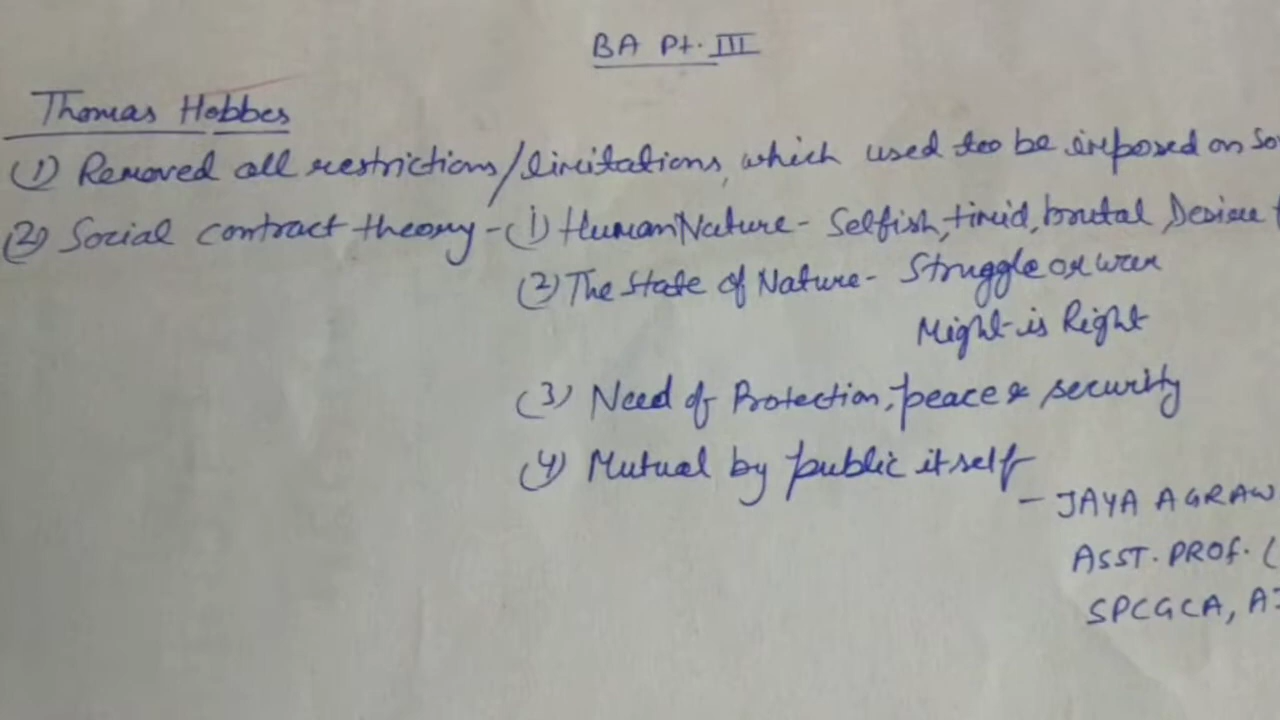 BA Pt. III
Thomas Hobbes
(1) Removed all restrictions/limitations, which used too be imposed on So
(2) Social contract theory - (1) Human Nature - Selfish, timid, brutal, Desire
(2) The State of Nature - Struggle or war
Might is Right
(3) Need of Protection, peace & security
(4) Mutual by public itself
- JAYA AGRAW
ASST. PROF. (
SPCGCA, A